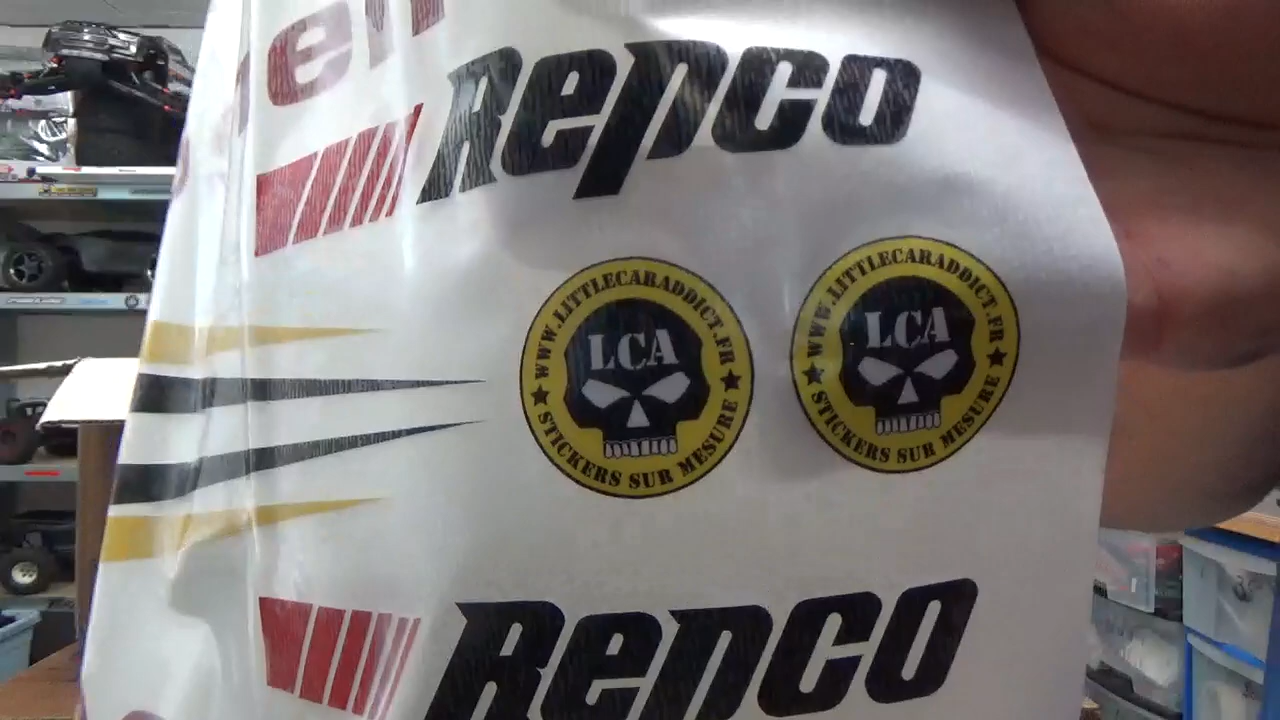 Repco
WWW.LITTLECARADDICT.FR
LCA
STICKERS SUR MESURE
WWW.LITTLECARADDICT.FR
LCA
STICKERS SUR MESURE
Repco